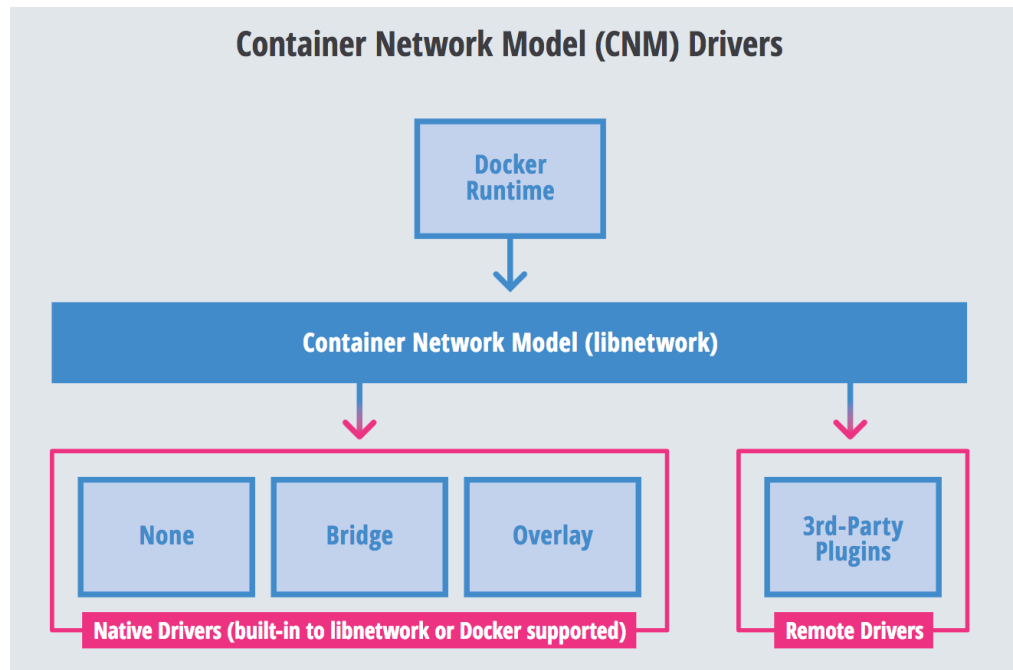 Container Network Model (CNM) Drivers
Docker
Runtime
Container Network Model (libnetwork)
None
Bridge
Overlay
3rd-Party
Plugins
Native Drivers (built-in to libnetwork or Docker supported)
Remote Drivers